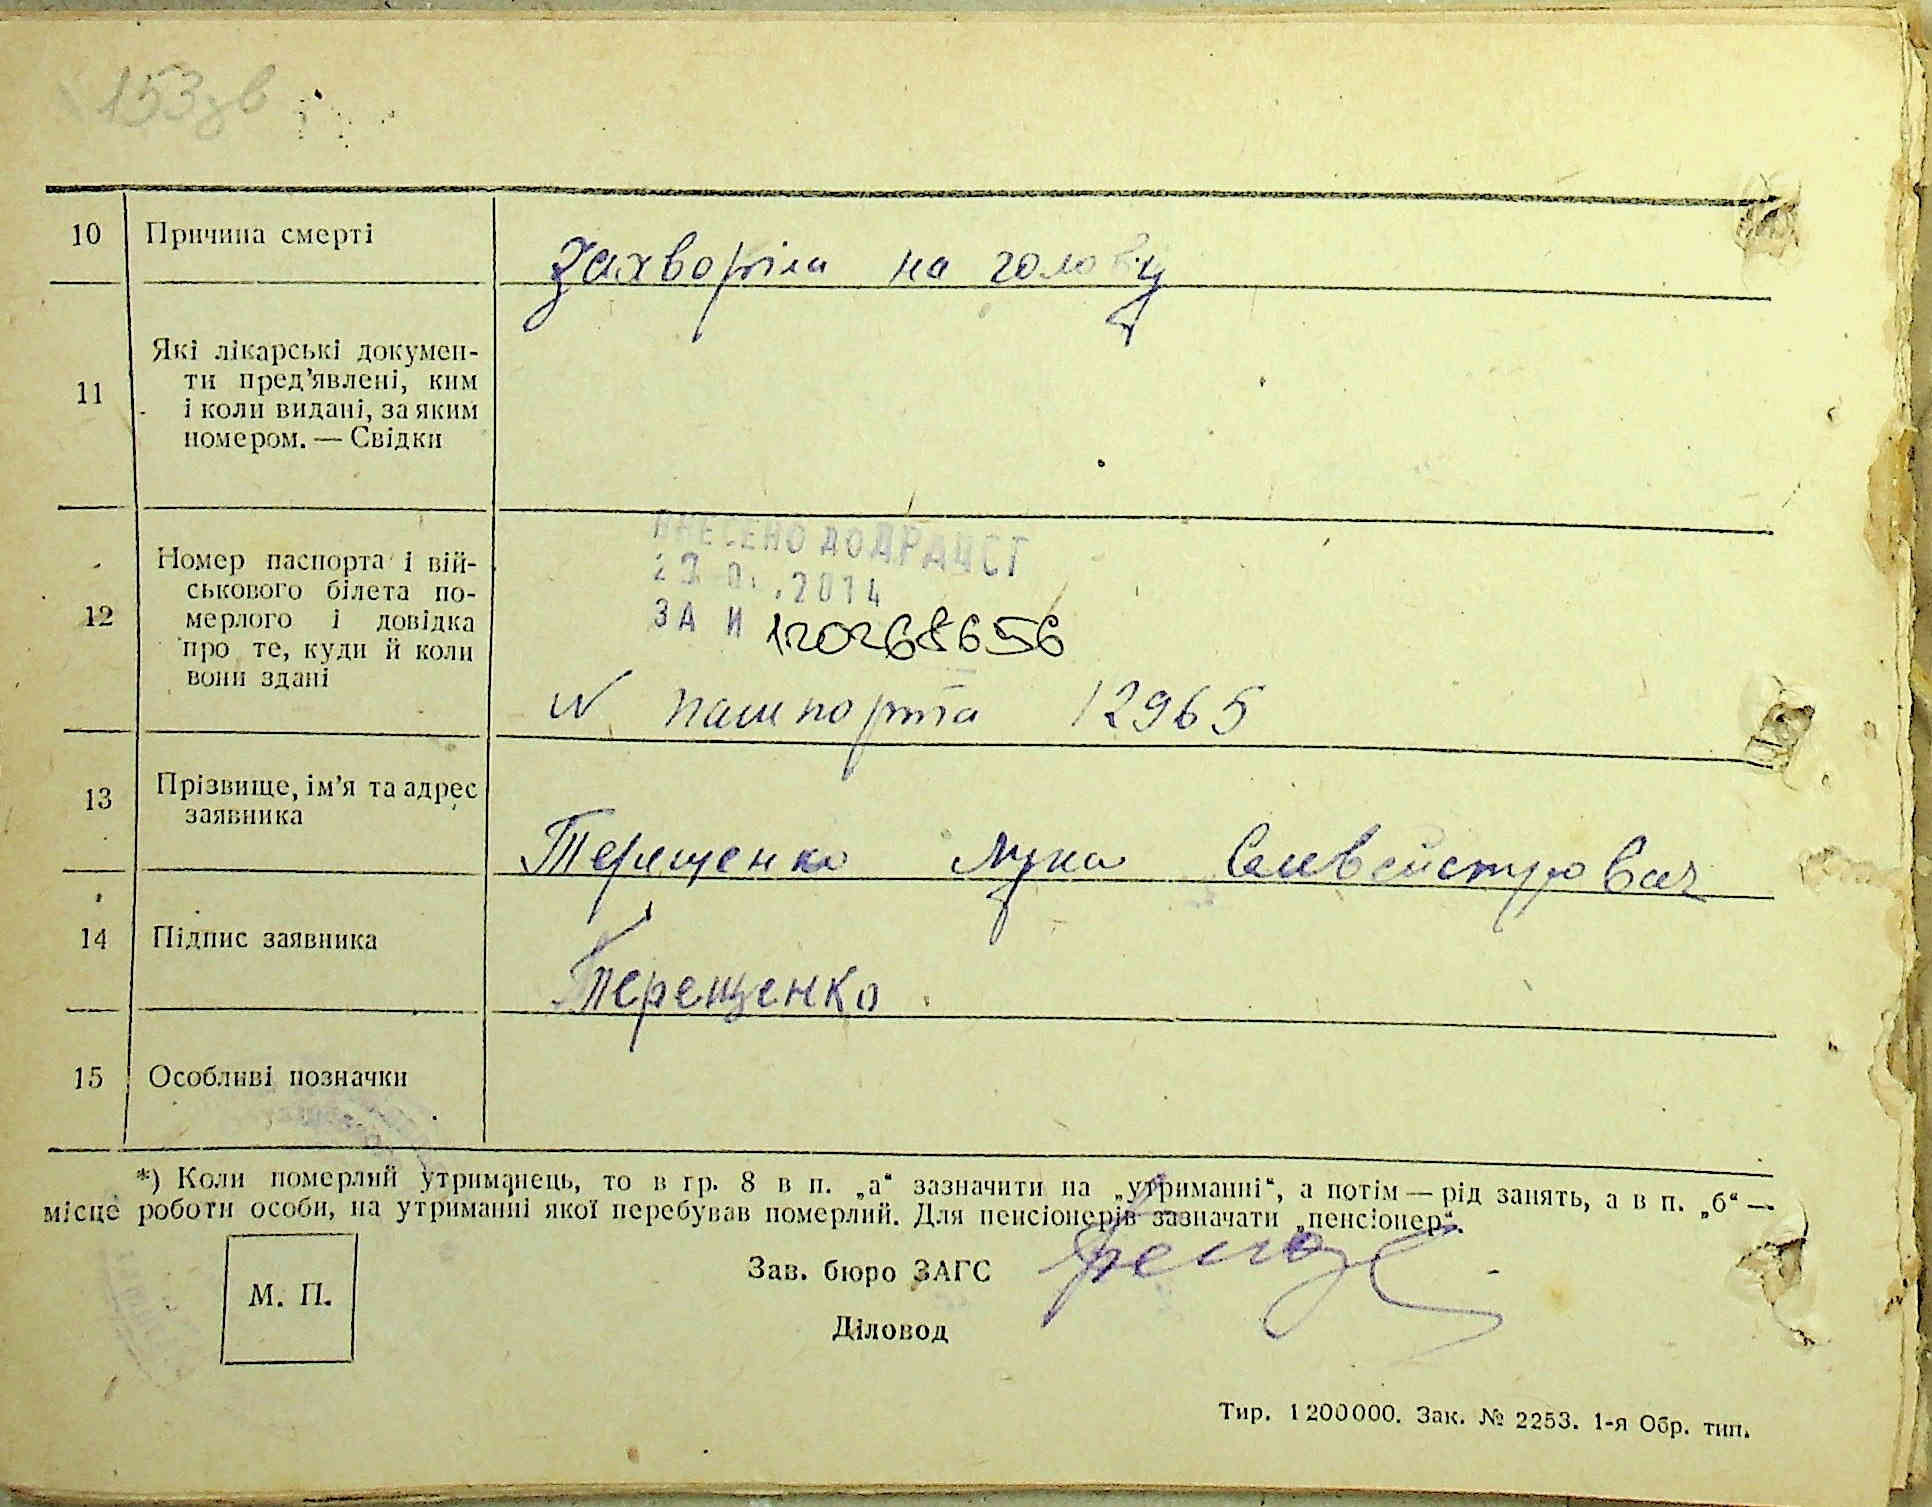 153зв
10 Причина смерті захворіла на голову
11 Які лікарські докумен-
ти пред’явлені, ким
і коли видані, за яким
номером. — Свідки
ВНЕСЕНО ДО ДРАЦСГ
2014
ЗА И 120268656
12 Номер паспорта і вій-
ськового білета по-
мерлого і довідка
про те, куди й коли
вони здані
N пашпорта 12965
13 Прізвище, ім’я та адрес
заявника
Терещенко Лука
14 Підпис заявника Терещенко
15 Особливі позначки
*) Коли померлий утриманець, то в гр. 8 в п. „а“ зазначити на „утриманні“, а потім — рід занять, а в п. „б“ —
місце роботи особи, на утриманні якої перебував померлий. Для пенсіонерів зазначати „пенсіонер“.
М. П.
Зав. бюро ЗАГС
Діловод
Тир. 1200000. Зак. № 2253. 1-я Обр. тип.